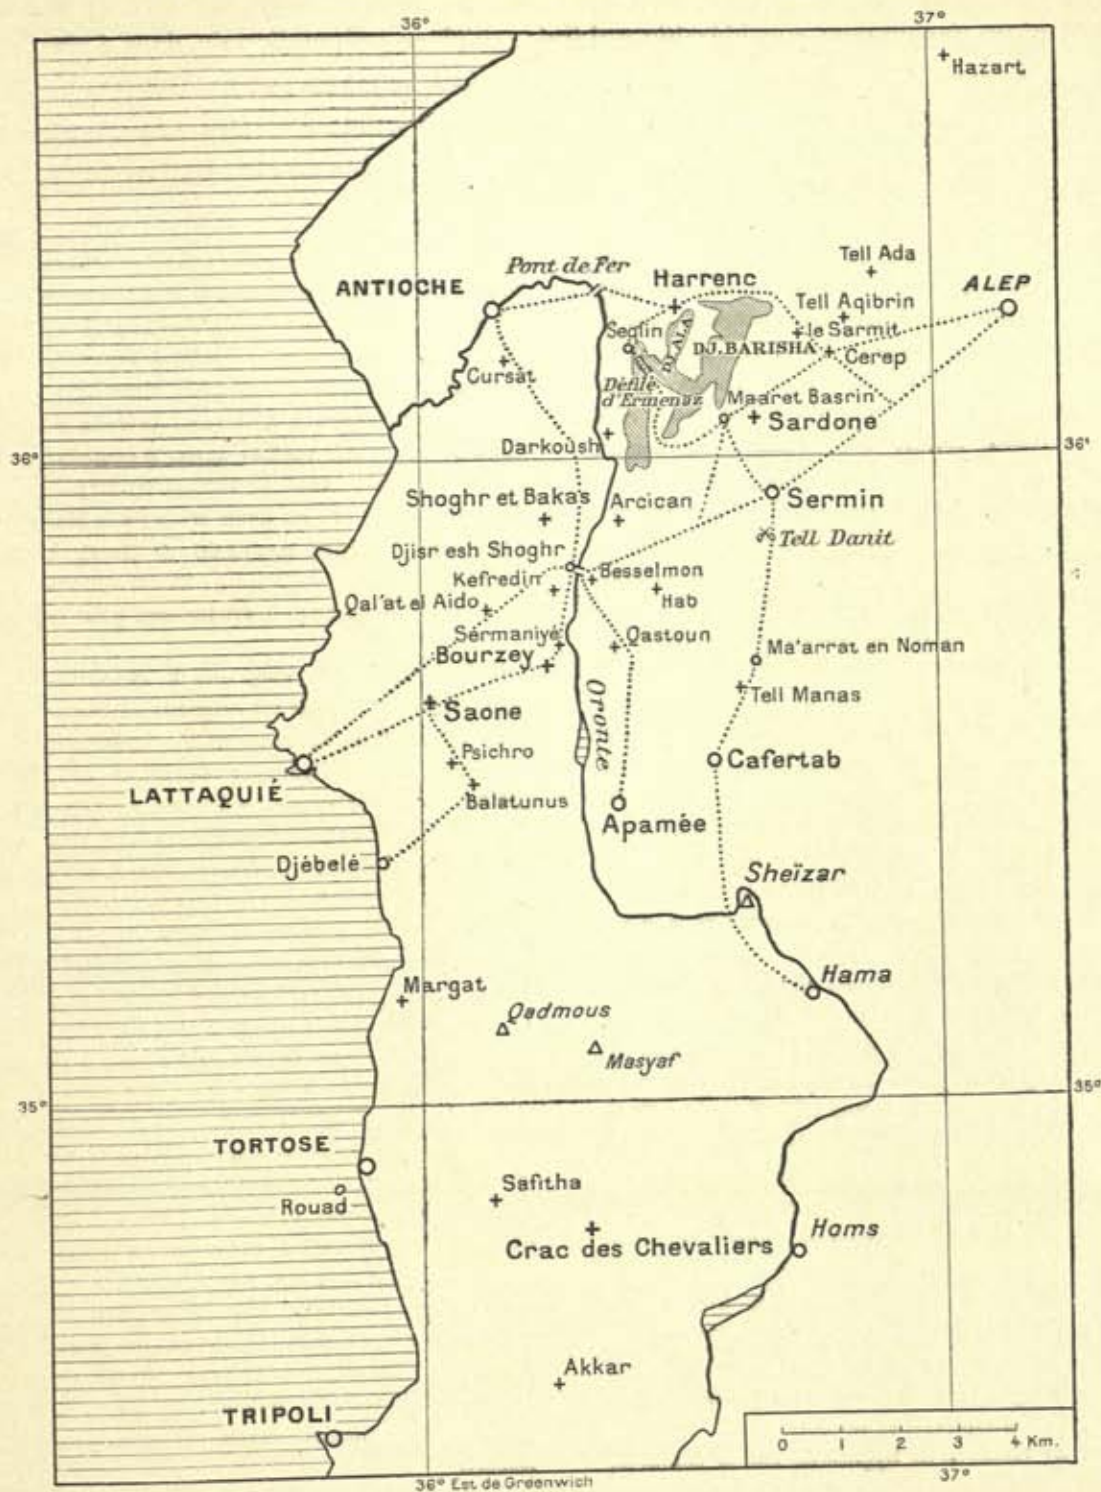 36°
37°
Hazart
Tell Ada
Pont de Fer
Harrenc
ANTIOCHE
ALEP
Tell Aqibrin
le Sarmit
Seqlin
DJ. ALA
DJ. BARISHA
Cerep
Cursat
Défilé
d'Ermenaz
Maaret Basrin
Sardone
Darkoush
36°
36°
Shoghr et Bakas
Arcican
Sermin
Tell Danit
Djisr esh Shoghr
Kefredin
Besselmon
Hab
Qal'at el Aido
Sérmaniyé
Qastoun
Ma'arrat en Noman
Bourzey
Tell Manas
Oronte
Saone
Psichro
Cafertab
LATTAQUIÉ
Balatunus
Apamée
Djébelé
Sheïzar
Hama
Margat
Qadmous
Masyaf
35°
35°
TORTOSE
Safitha
Rouad
Homs
Crac des Chevaliers
Akkar
TRIPOLI
0 1 2 3 4 Km.
36° Est de Greenwich
37°